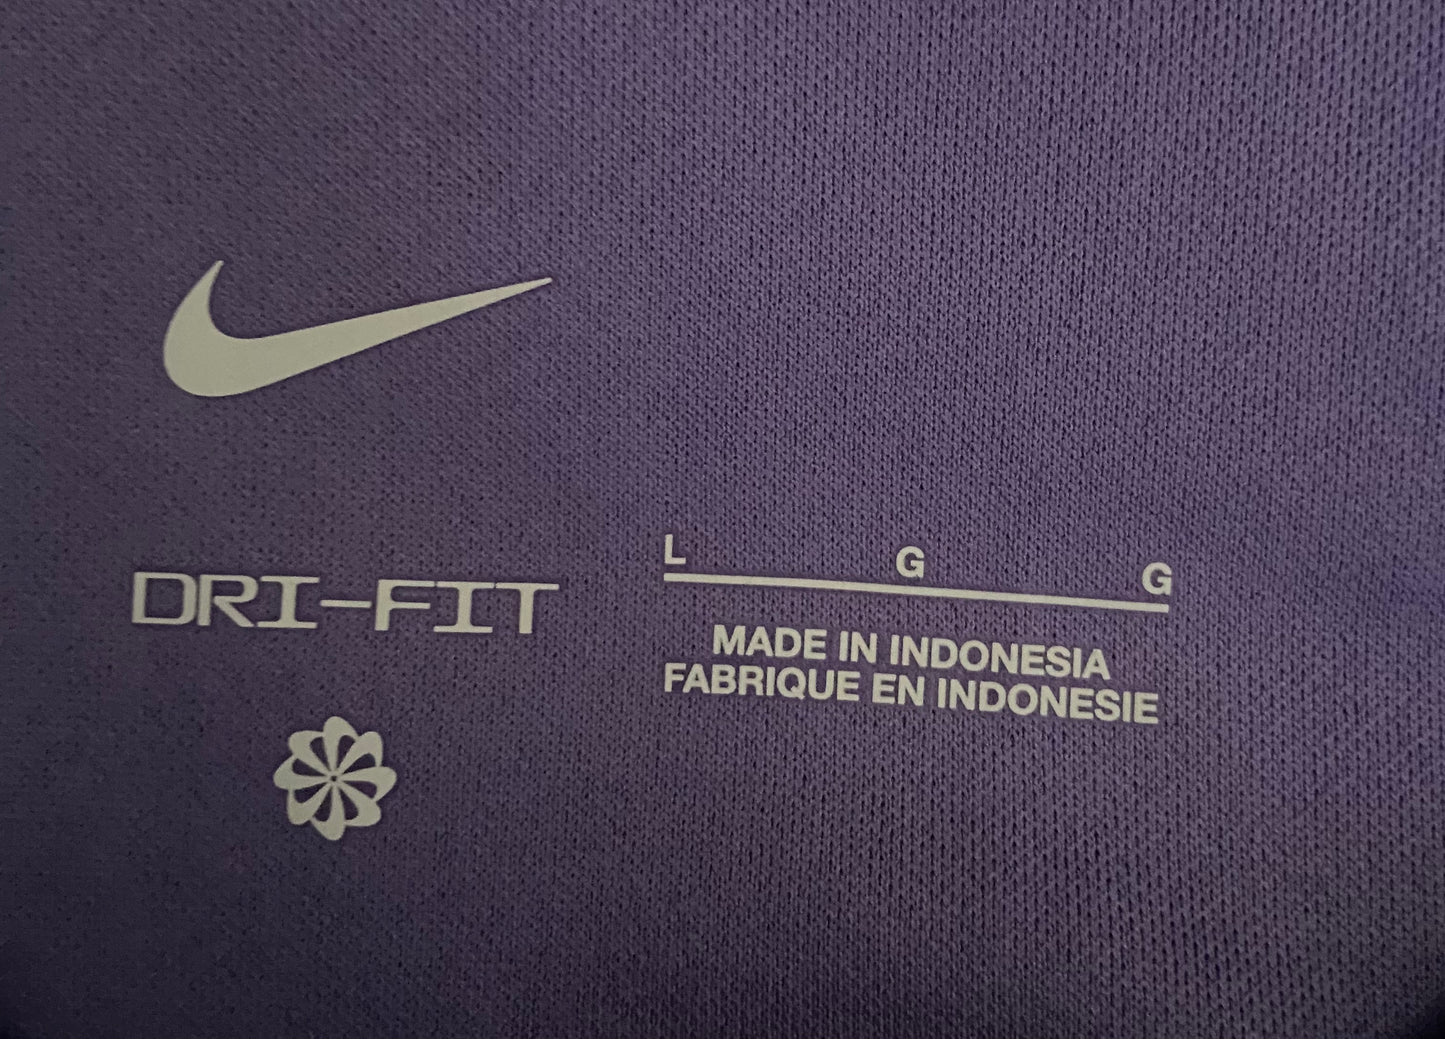 DRI-FIT
L G G
MADE IN INDONESIA
FABRIQUE EN INDONESIE